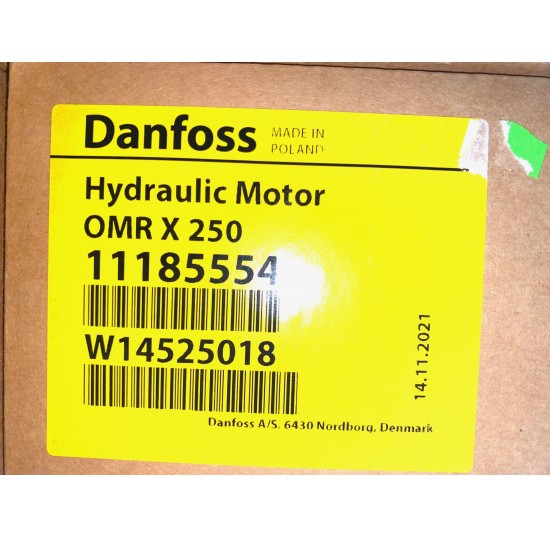 Danfoss
MADE IN
POLAND
Hydraulic Motor
OMR X 250
11185554
W14525018
14.11.2021
Danfoss A/S, 6430 Nordborg, Denmark